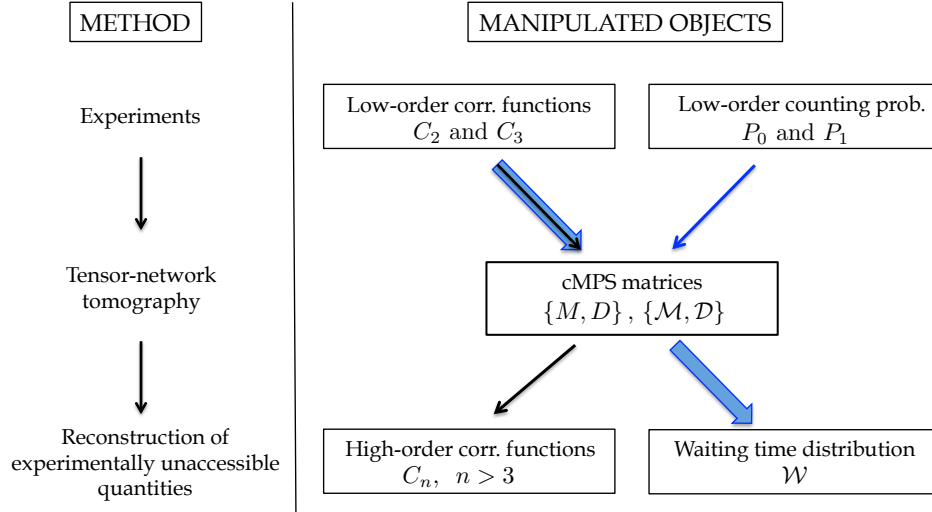 METHOD
MANIPULATED OBJECTS
Experiments
Low-order corr. functions
C₂ and C₃
Low-order counting prob.
P₀ and P₁
Tensor-network
tomography
cMPS matrices
{M, D} , {ℳ, 𝒟}
Reconstruction of
experimentally unaccessible
quantities
High-order corr. functions
Cₙ, n > 3
Waiting time distribution
𝒲